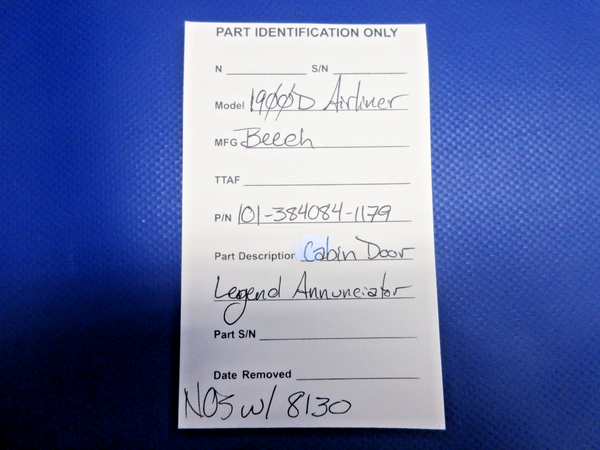 PART IDENTIFICATION ONLY
N S/N
Model 1900D Airliner
MFG Beech
TTAF
P/N 101-384084-1179
Part Description Cabin Door
Legend Annunciator
Part S/N
Date Removed
NOS w/ 8130